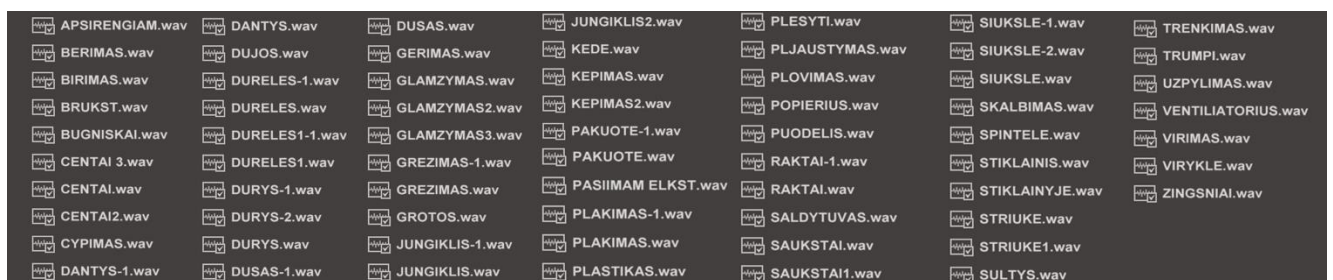 APSIRENGIAM.wav
BERIMAS.wav
BIRIMAS.wav
BRUKST.wav
BUGNISKAI.wav
CENTAI 3.wav
CENTAI.wav
CENTAI2.wav
CYPIMAS.wav
DANTYS-1.wav
DANTYS.wav
DUJOS.wav
DURELES-1.wav
DURELES.wav
DURELES1-1.wav
DURELES1.wav
DURYS-1.wav
DURYS-2.wav
DURYS.wav
DUSAS-1.wav
DUSAS.wav
GERIMAS.wav
GLAMZYMAS.wav
GLAMZYMAS2.wav
GLAMZYMAS3.wav
GREZIMAS-1.wav
GREZIMAS.wav
GROTOS.wav
JUNGIKLIS-1.wav
JUNGIKLIS.wav
JUNGIKLIS2.wav
KEDE.wav
KEPIMAS.wav
KEPIMAS2.wav
PAKUOTE-1.wav
PAKUOTE.wav
PASIIMAM ELKST.wav
PLAKIMAS-1.wav
PLAKIMAS.wav
PLASTIKAS.wav
PLESYTI.wav
PLJAUSTYMAS.wav
PLOVIMAS.wav
POPIERIUS.wav
PUODELIS.wav
RAKTAI-1.wav
RAKTAI.wav
SALDYTUVAS.wav
SAUKSTAI.wav
SAUKSTAI1.wav
SIUKSLE-1.wav
SIUKSLE-2.wav
SIUKSLE.wav
SKALBIMAS.wav
SPINTELE.wav
STIKLAINIS.wav
STIKLAINYJE.wav
STRIUKE.wav
STRIUKE1.wav
SULTYS.wav
TRENKIMAS.wav
TRUMPI.wav
UZPYLIMAS.wav
VENTILIATORIUS.wav
VIRIMAS.wav
VIRYKLE.wav
ZINGSNIAI.wav